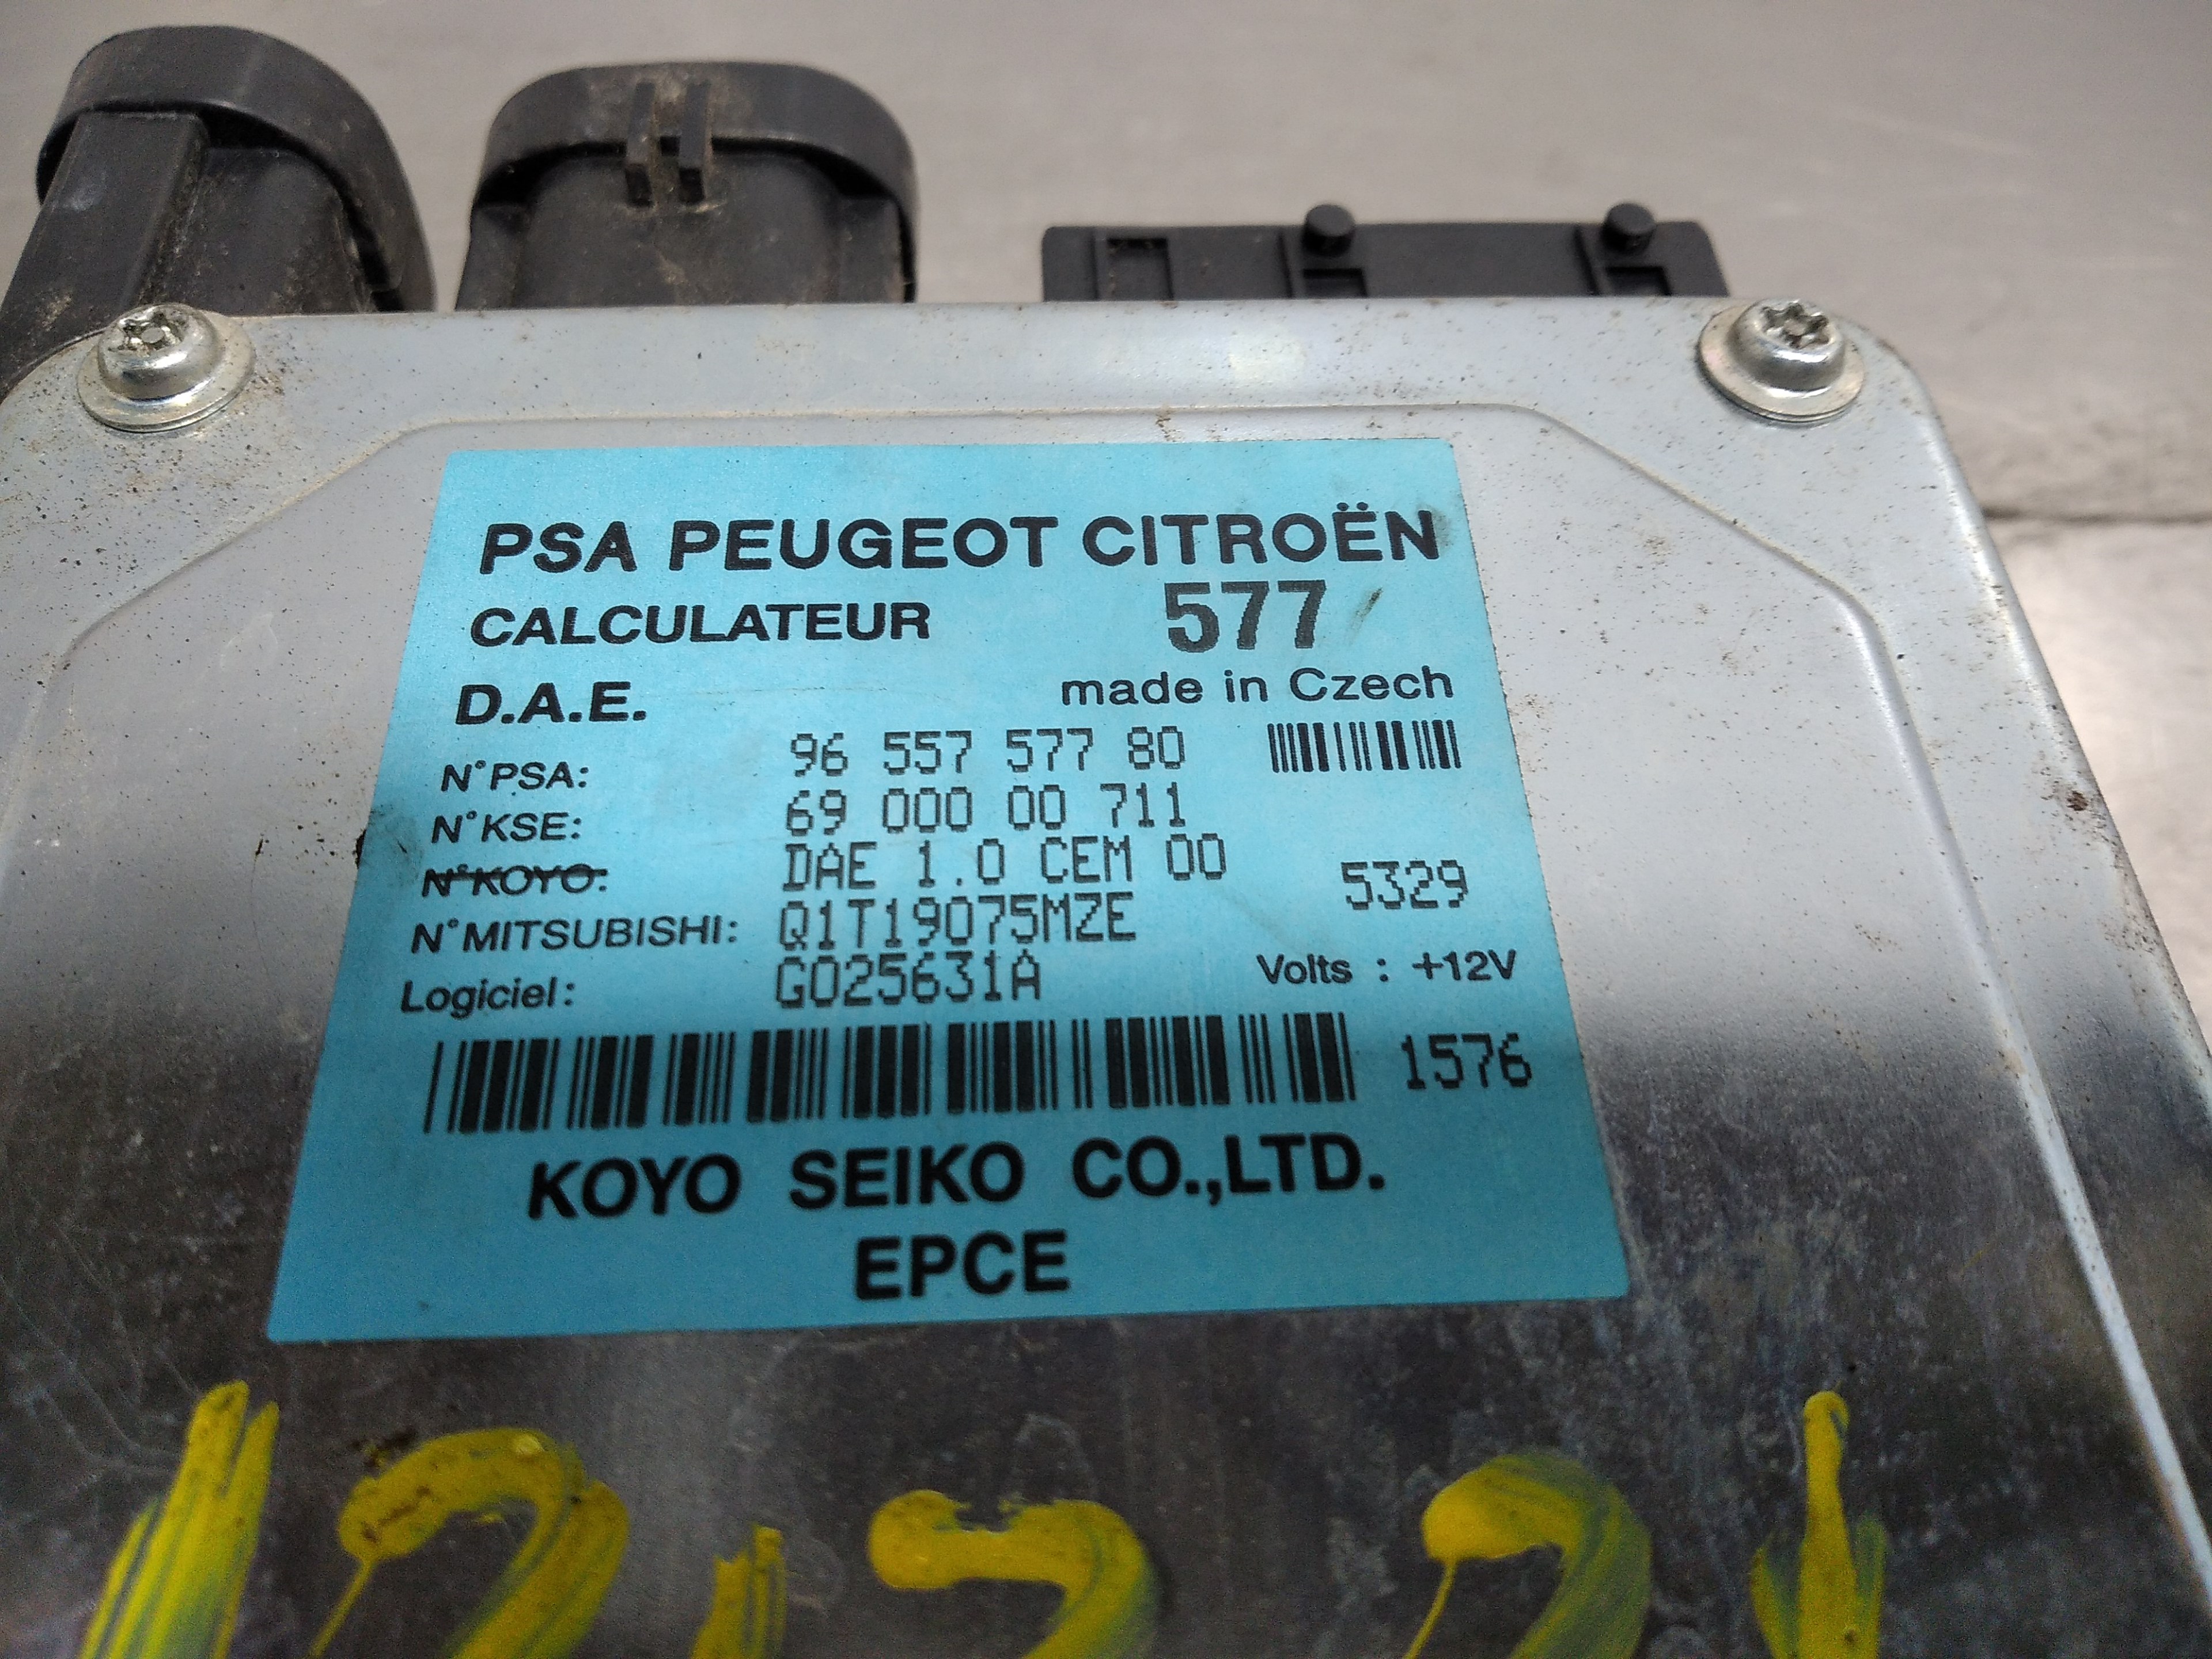 PSA PEUGEOT CITROËN
CALCULATEUR 577
D.A.E. made in Czech
N°PSA: 96 557 577 80
N°KSE: 69 000 00 711
N°KOYO: DAE 1.0 CEM 00 5329
N°MITSUBISHI: Q1T19075MZE
Logiciel: G025631A Volts : +12V
1576
KOYO SEIKO CO.,LTD.
EPCE